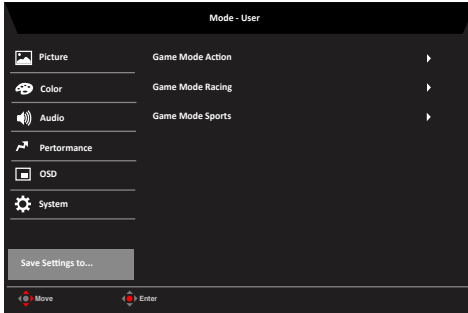 Mode - User
Picture
Game Mode Action
Color
Game Mode Racing
Audio
Game Mode Sports
Pertormance
OSD
System
Save Settings to...
Move
Enter